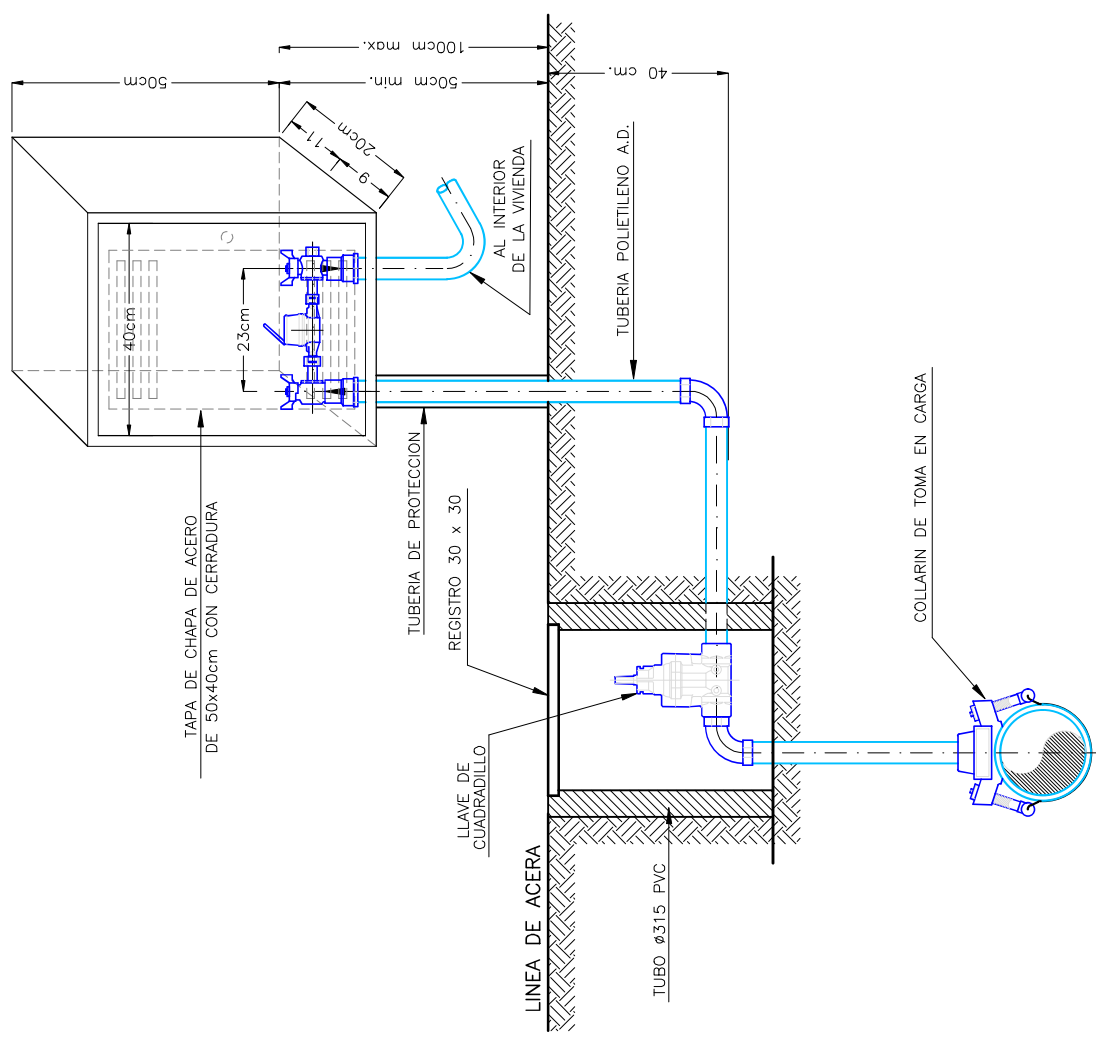 100cm max.
50cm
50cm min.
40 cm.
20cm
11
9
AL INTERIOR
DE LA VIVIENDA
TUBERIA POLIETILENO A.D.
40cm
23cm
COLLARIN DE TOMA EN CARGA
TAPA DE CHAPA DE ACERO
DE 50x40cm CON CERRADURA
TUBERIA DE PROTECCION
REGISTRO 30 x 30
LLAVE DE
CUADRADILLO
LINEA DE ACERA
TUBO ø315 PVC